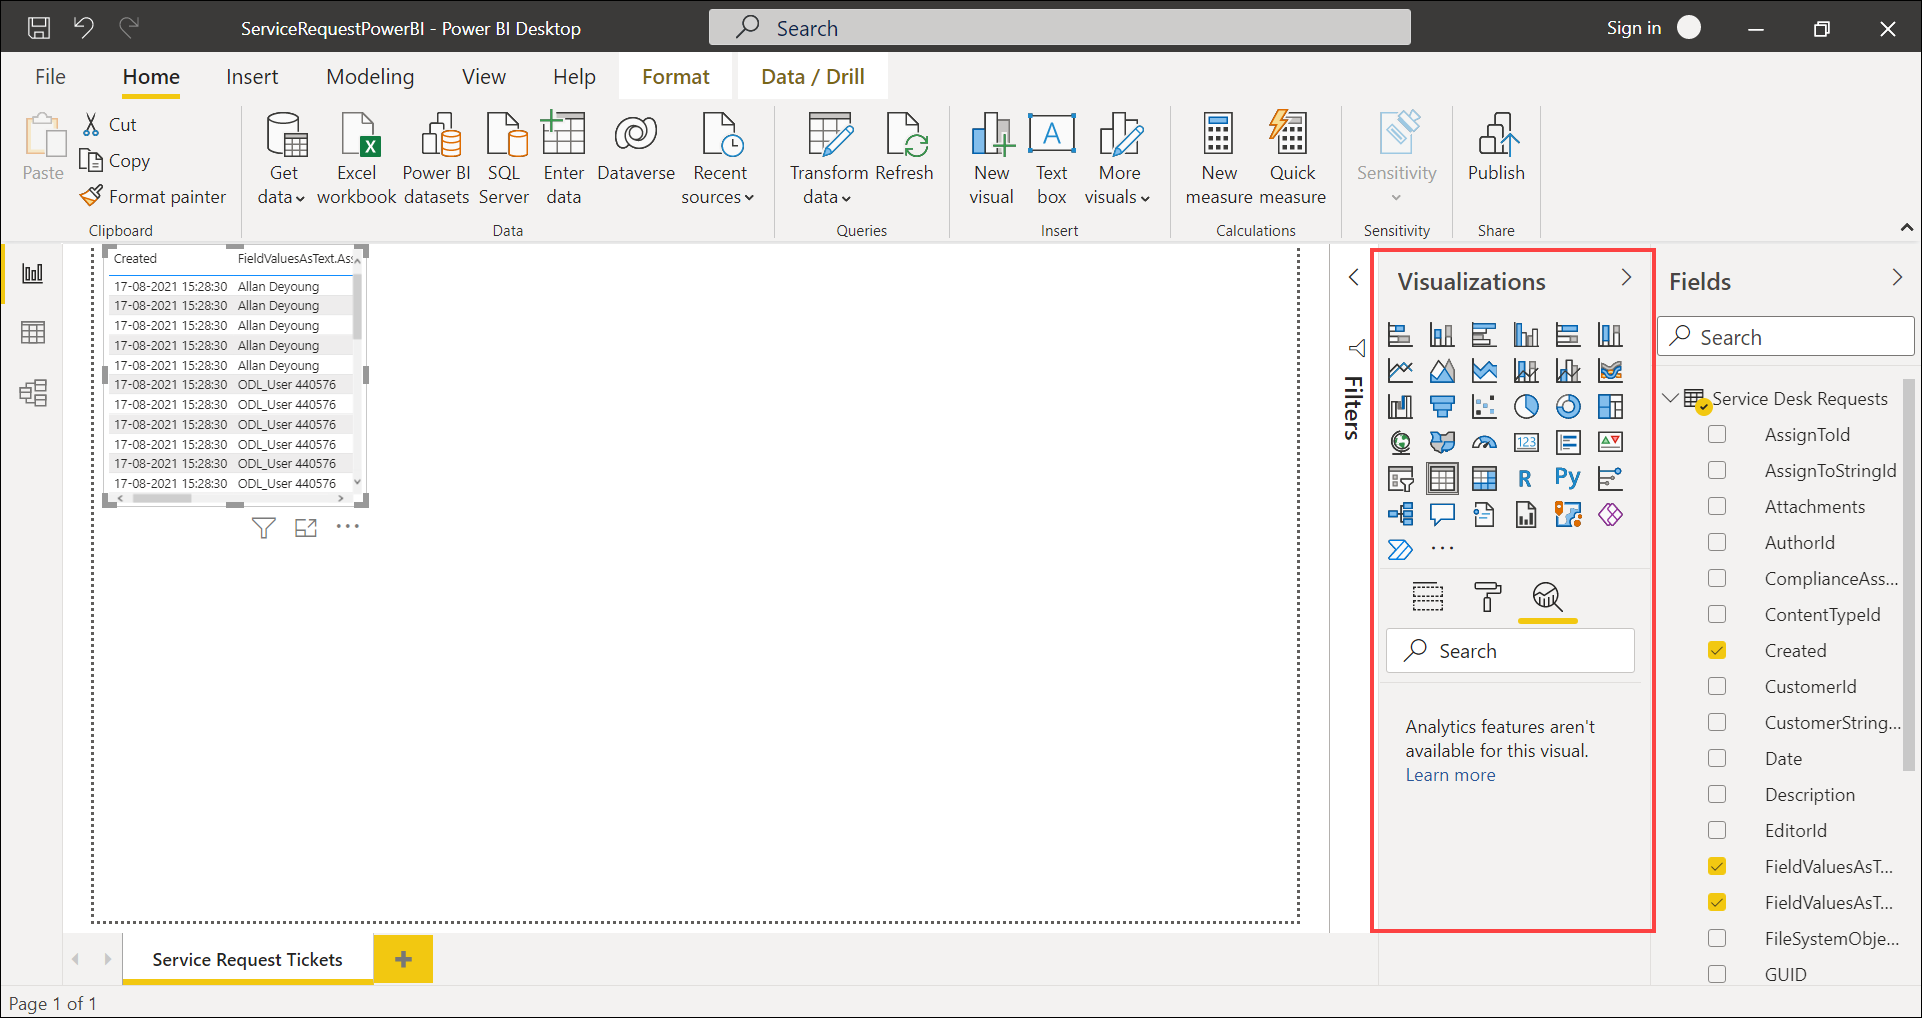 ServiceRequestPowerBI - Power BI Desktop
Search
Sign in
File
Home
Insert
Modeling
View
Help
Format
Data / Drill
Paste
Cut
Copy
Format painter
Clipboard
Get data
Excel workbook
Power BI datasets
SQL Server
Enter data
Dataverse
Recent sources
Data
Transform data
Refresh
Queries
New visual
A
Text box
More visuals
Insert
New measure
Quick measure
Calculations
Sensitivity
Sensitivity
Publish
Share
Created FieldValuesAsText.Ass
17-08-2021 15:28:30 Allan Deyoung
17-08-2021 15:28:30 Allan Deyoung
17-08-2021 15:28:30 Allan Deyoung
17-08-2021 15:28:30 Allan Deyoung
17-08-2021 15:28:30 Allan Deyoung
17-08-2021 15:28:30 ODL_User 440576
17-08-2021 15:28:30 ODL_User 440576
17-08-2021 15:28:30 ODL_User 440576
17-08-2021 15:28:30 ODL_User 440576
17-08-2021 15:28:30 ODL_User 440576
17-08-2021 15:28:30 ODL_User 440576
Filters
Visualizations
123
R
Py
Search
Analytics features aren't
available for this visual.
Learn more
Fields
Search
Service Desk Requests
AssignToId
AssignToStringId
Attachments
AuthorId
ComplianceAss...
ContentTypeId
Created
CustomerId
CustomerString...
Date
Description
EditorId
FieldValuesAsT...
FieldValuesAsT...
FileSystemObje...
GUID
Service Request Tickets
Page 1 of 1